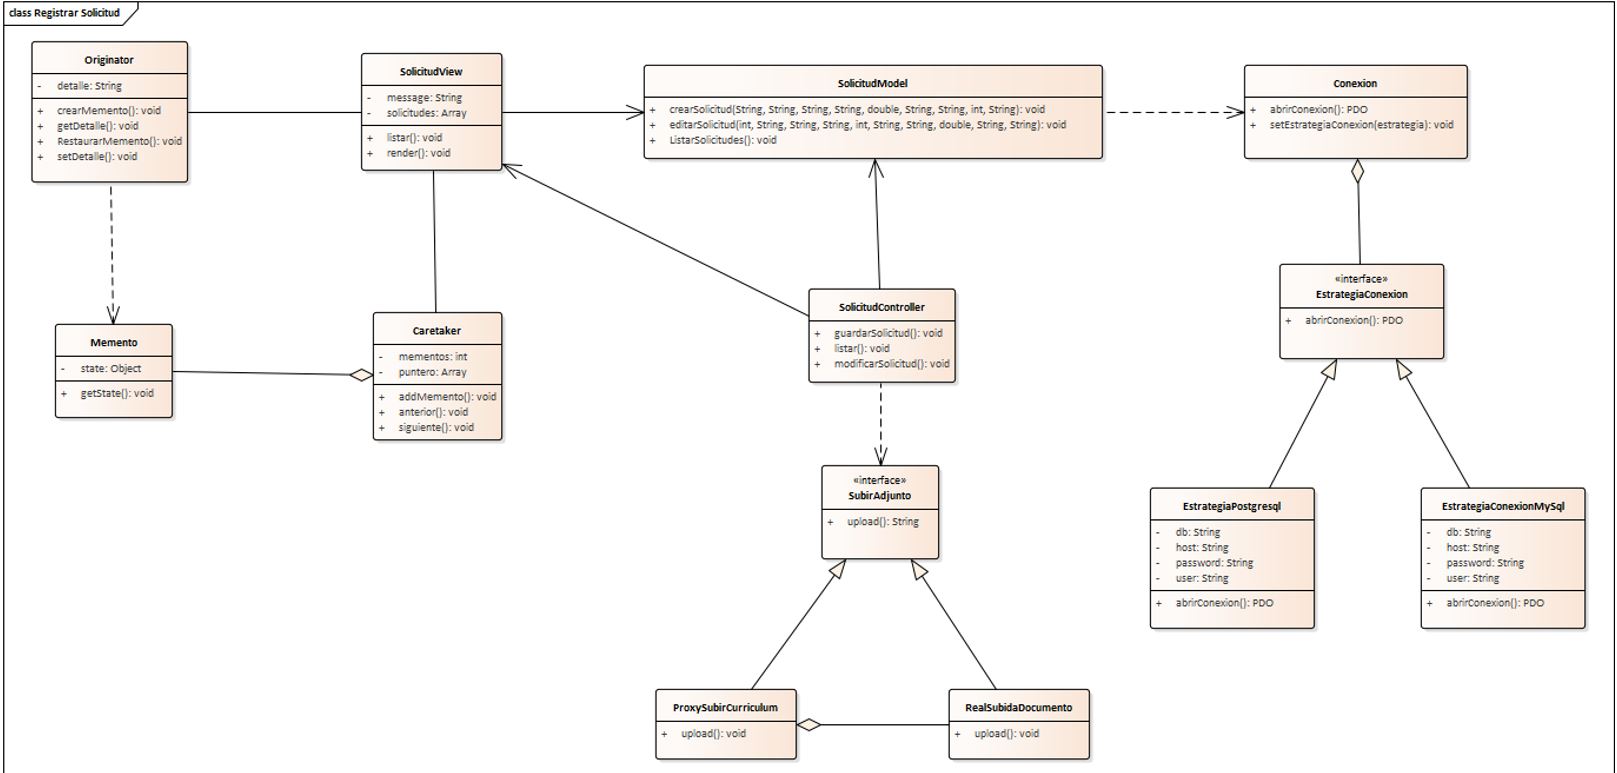 class Registrar Solicitud
Originator
- detalle: String
+ crearMemento(): void
+ getDetalle(): void
+ RestaurarMemento(): void
+ setDetalle(): void
SolicitudView
- message: String
- solicitudes: Array
+ listar(): void
+ render(): void
SolicitudModel
+ crearSolicitud(String, String, String, String, double, String, String, int, String): void
+ editarSolicitud(int, String, String, String, int, String, String, double, String, String): void
+ ListarSolicitudes(): void
Conexion
+ abrirConexion(): PDO
+ setEstrategiaConexion(estrategia): void
Memento
- state: Object
+ getState(): void
Caretaker
- mementos: int
- puntero: Array
+ addMemento(): void
+ anterior(): void
+ siguiente(): void
SolicitudController
+ guardarSolicitud(): void
+ listar(): void
+ modificarSolicitud(): void
«interface»
EstrategiaConexion
+ abrirConexion(): PDO
«interface»
SubirAdjunto
+ upload(): String
EstrategiaPostgresql
- db: String
- host: String
- password: String
- user: String
+ abrirConexion(): PDO
EstrategiaConexionMySql
- db: String
- host: String
- password: String
- user: String
+ abrirConexion(): PDO
ProxySubirCurriculum
+ upload(): void
RealSubidaDocumento
+ upload(): void